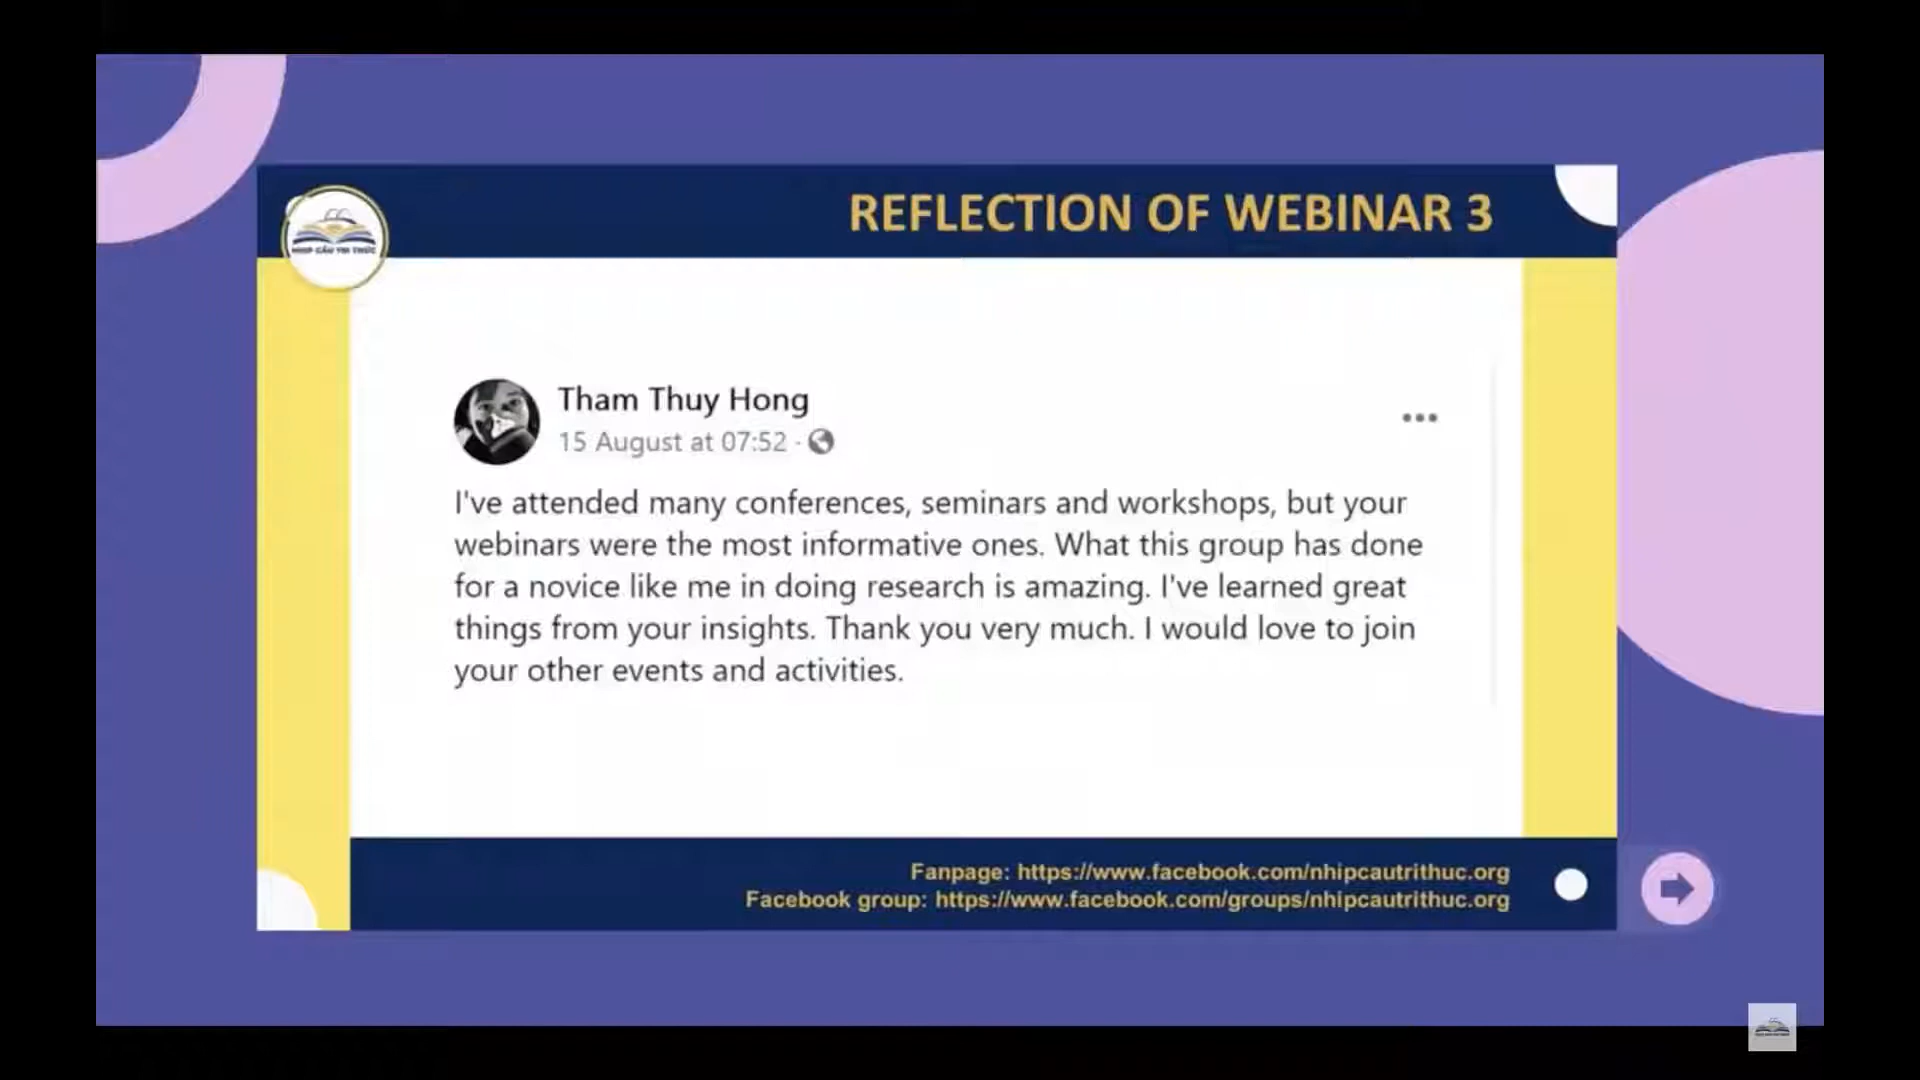 REFLECTION OF WEBINAR 3
NHỊP CẦU TRI THỨC
Tham Thuy Hong
15 August at 07:52 ·
I've attended many conferences, seminars and workshops, but your
webinars were the most informative ones. What this group has done
for a novice like me in doing research is amazing. I've learned great
things from your insights. Thank you very much. I would love to join
your other events and activities.
Fanpage: https://www.facebook.com/nhipcautrithuc.org
Facebook group: https://www.facebook.com/groups/nhipcautrithuc.org